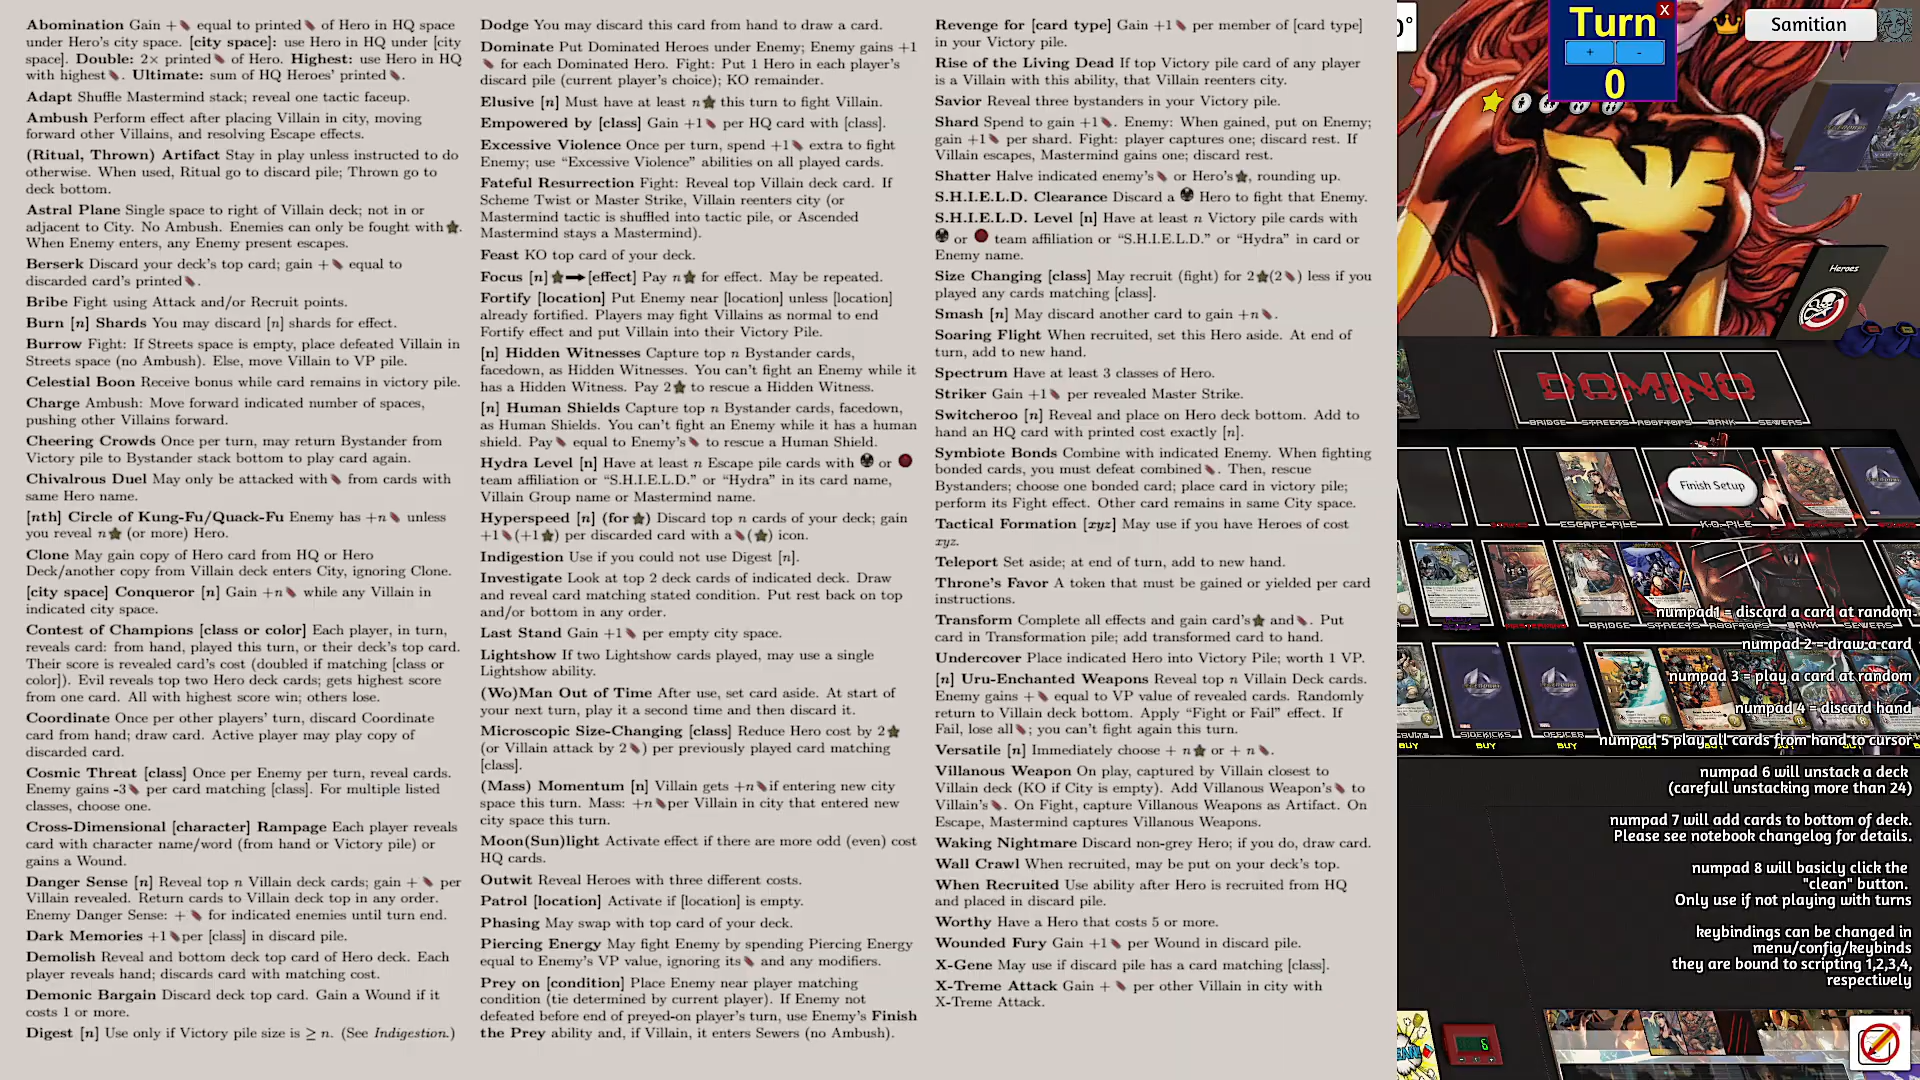 Abomination Gain + equal to printed of Hero in HQ space
under Hero's city space. [city space]: use Hero in HQ under [city
space]. Double: 2× printed of Hero. Highest: use Hero in HQ
with highest . Ultimate: sum of HQ Heroes' printed .
Adapt Shuffle Mastermind stack; reveal one tactic faceup.
Ambush Perform effect after placing Villain in city, moving
forward other Villains, and resolving Escape effects.
(Ritual, Thrown) Artifact Stay in play unless instructed to do
otherwise. When used, Ritual go to discard pile; Thrown go to
deck bottom.
Astral Plane Single space to right of Villain deck; not in or
adjacent to City. No Ambush. Enemies can only be fought with .
When Enemy enters, any Enemy present escapes.
Berserk Discard your deck's top card; gain + equal to
discarded card's printed .
Bribe Fight using Attack and/or Recruit points.
Burn [n] Shards You may discard [n] shards for effect.
Burrow Fight: If Streets space is empty, place defeated Villain in
Streets space (no Ambush). Else, move Villain to VP pile.
Celestial Boon Receive bonus while card remains in victory pile.
Charge Ambush: Move forward indicated number of spaces,
pushing other Villains forward.
Cheering Crowds Once per turn, may return Bystander from
Victory pile to Bystander stack bottom to play card again.
Chivalrous Duel May only be attacked with from cards with
same Hero name.
[nth] Circle of Kung-Fu/Quack-Fu Enemy has +n unless
you reveal n (or more) Hero.
Clone May gain copy of Hero card from HQ or Hero
Deck/another copy from Villain deck enters City, ignoring Clone.
[city space] Conqueror [n] Gain +n while any Villain in
indicated city space.
Contest of Champions [class or color] Each player, in turn,
reveals card: from hand, played this turn, or their deck's top card.
Their score is revealed card's cost (doubled if matching [class or
color]). Evil reveals top two Hero deck cards; gets highest score
from one card. All with highest score win; others lose.
Coordinate Once per other players' turn, discard Coordinate
card from hand; draw card. Active player may play copy of
discarded card.
Cosmic Threat [class] Once per Enemy per turn, reveal cards.
Enemy gains -3 per card matching [class]. For multiple listed
classes, choose one.
Cross-Dimensional [character] Rampage Each player reveals
card with character name/word (from hand or Victory pile) or
gains a Wound.
Danger Sense [n] Reveal top n Villain deck cards; gain + per
Villain revealed. Return cards to Villain deck top in any order.
Enemy Danger Sense: + for indicated enemies until turn end.
Dark Memories +1 per [class] in discard pile.
Demolish Reveal and bottom deck top card of Hero deck. Each
player reveals hand; discards card with matching cost.
Demonic Bargain Discard deck top card. Gain a Wound if it
costs 1 or more.
Digest [n] Use only if Victory pile size is ≥ n. (See Indigestion.)
Dodge You may discard this card from hand to draw a card.
Dominate Put Dominated Heroes under Enemy; Enemy gains +1
for each Dominated Hero. Fight: Put 1 Hero in each player's
discard pile (current player's choice); KO remainder.
Elusive [n] Must have at least n this turn to fight Villain.
Empowered by [class] Gain +1 per HQ card with [class].
Excessive Violence Once per turn, spend +1 extra to fight
Enemy; use “Excessive Violence” abilities on all played cards.
Fateful Resurrection Fight: Reveal top Villain deck card. If
Scheme Twist or Master Strike, Villain reenters city (or
Mastermind tactic is shuffled into tactic pile, or Ascended
Mastermind stays a Mastermind).
Feast KO top card of your deck.
Focus [n] ➡ [effect] Pay n for effect. May be repeated.
Fortify [location] Put Enemy near [location] unless [location]
already fortified. Players may fight Villains as normal to end
Fortify effect and put Villain into their Victory Pile.
[n] Hidden Witnesses Capture top n Bystander cards,
facedown, as Hidden Witnesses. You can't fight an Enemy while it
has a Hidden Witness. Pay 2 to rescue a Hidden Witness.
[n] Human Shields Capture top n Bystander cards, facedown,
as Human Shields. You can't fight an Enemy while it has a human
shield. Pay equal to Enemy's to rescue a Human Shield.
Hydra Level [n] Have at least n Escape pile cards with or
team affiliation or “S.H.I.E.L.D.” or “Hydra” in its card name,
Villain Group name or Mastermind name.
Hyperspeed [n] (for ) Discard top n cards of your deck; gain
+1 (+1 ) per discarded card with a ( ) icon.
Indigestion Use if you could not use Digest [n].
Investigate Look at top 2 deck cards of indicated deck. Draw
and reveal card matching stated condition. Put rest back on top
and/or bottom in any order.
Last Stand Gain +1 per empty city space.
Lightshow If two Lightshow cards played, may use a single
Lightshow ability.
(Wo)Man Out of Time After use, set card aside. At start of
your next turn, play it a second time and then discard it.
Microscopic Size-Changing [class] Reduce Hero cost by 2
(or Villain attack by 2 ) per previously played card matching
[class].
(Mass) Momentum [n] Villain gets +n if entering new city
space this turn. Mass: +n per Villain in city that entered new
city space this turn.
Moon(Sun)light Activate effect if there are more odd (even) cost
HQ cards.
Outwit Reveal Heroes with three different costs.
Patrol [location] Activate if [location] is empty.
Phasing May swap with top card of your deck.
Piercing Energy May fight Enemy by spending Piercing Energy
equal to Enemy's VP value, ignoring its and any modifiers.
Prey on [condition] Place Enemy near player matching
condition (tie determined by current player). If Enemy not
defeated before end of preyed-on player's turn, use Enemy's Finish
the Prey ability and, if Villain, it enters Sewers (no Ambush).
Revenge for [card type] Gain +1 per member of [card type]
in your Victory pile.
Rise of the Living Dead If top Victory pile card of any player
is a Villain with this ability, that Villain reenters city.
Savior Reveal three bystanders in your Victory pile.
Shard Spend to gain +1 . Enemy: When gained, put on Enemy;
gain +1 per shard. Fight: player captures one; discard rest. If
Villain escapes, Mastermind gains one; discard rest.
Shatter Halve indicated enemy's or Hero's , rounding up.
S.H.I.E.L.D. Clearance Discard a Hero to fight that Enemy.
S.H.I.E.L.D. Level [n] Have at least n Victory pile cards with
or team affiliation or “S.H.I.E.L.D.” or “Hydra” in card or
Enemy name.
Size Changing [class] May recruit (fight) for 2 (2 ) less if you
played any cards matching [class].
Smash [n] May discard another card to gain +n .
Soaring Flight When recruited, set this Hero aside. At end of
turn, add to new hand.
Spectrum Have at least 3 classes of Hero.
Striker Gain +1 per revealed Master Strike.
Switcheroo [n] Reveal and place on Hero deck bottom. Add to
hand an HQ card with printed cost exactly [n].
Symbiote Bonds Combine with indicated Enemy. When fighting
bonded cards, you must defeat combined . Then, rescue
Bystanders; choose one bonded card; place card in victory pile;
perform its Fight effect. Other card remains in same City space.
Tactical Formation [xyz] May use if you have Heroes of cost
xyz.
Teleport Set aside; at end of turn, add to new hand.
Throne's Favor A token that must be gained or yielded per card
instructions.
Transform Complete all effects and gain card's and . Put
card in Transformation pile; add transformed card to hand.
Undercover Place indicated Hero into Victory Pile; worth 1 VP.
[n] Uru-Enchanted Weapons Reveal top n Villain Deck cards.
Enemy gains + equal to VP value of revealed cards. Randomly
return to Villain deck bottom. Apply “Fight or Fail” effect. If
Fail, lose all ; you can't fight again this turn.
Versatile [n] Immediately choose + n or + n .
Villanous Weapon On play, captured by Villain closest to
Villain deck (KO if City is empty). Add Villanous Weapon's to
Villain's . On Fight, capture Villanous Weapons as Artifact. On
Escape, Mastermind captures Villanous Weapons.
Waking Nightmare Discard non-grey Hero; if you do, draw card.
Wall Crawl When recruited, may be put on your deck's top.
When Recruited Use ability after Hero is recruited from HQ
and placed in discard pile.
Worthy Have a Hero that costs 5 or more.
Wounded Fury Gain +1 per Wound in discard pile.
X-Gene May use if discard pile has a card matching [class].
X-Treme Attack Gain + per other Villain in city with
X-Treme Attack.
Turn
X
+ -
0
Samitian
Heroes
DOMINO
BRIDGE STREETS ROOFTOPS BANK SEWERS
Finish Setup
ESCAPE PILE K.O. PILE
numpad1 = discard a card at random
BRIDGE STREETS ROOFTOPS BANK SEWERS
numpad 2 = draw a card
numpad 3 = play a card at random
numpad 4 = discard hand
SIDEKICKS OFFICER
numpad 5 play all cards from hand to cursor
BUY BUY BUY BUY BUY BUY
numpad 6 will unstack a deck
(carefull unstacking more than 24)
numpad 7 will add cards to bottom of deck.
Please see notebook changelog for details.
numpad 8 will basicly click the
"clean" button.
Only use if not playing with turns
keybindings can be changed in
menu/config/keybinds
they are bound to scripting 1,2,3,4,
respectively
6